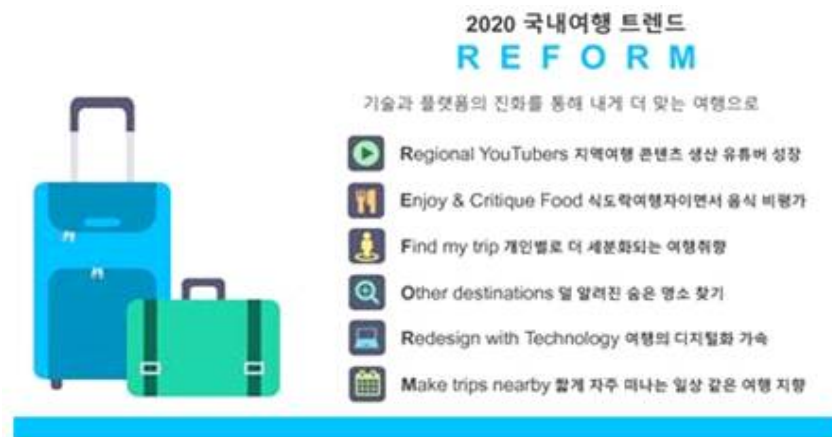 2020 국내여행 트렌드
REFORM
기술과 플랫폼의 진화를 통해 내게 더 맞는 여행으로
Regional YouTubers 지역여행 콘텐츠 생산 유튜버 성장
Enjoy & Critique Food 식도락여행자이면서 음식 비평가
Find my trip 개인별로 더 세분화되는 여행취향
Other destinations 덜 알려진 숨은 명소 찾기
Redesign with Technology 여행의 디지털화 가속
Make trips nearby 짧게 자주 떠나는 일상 같은 여행 지향